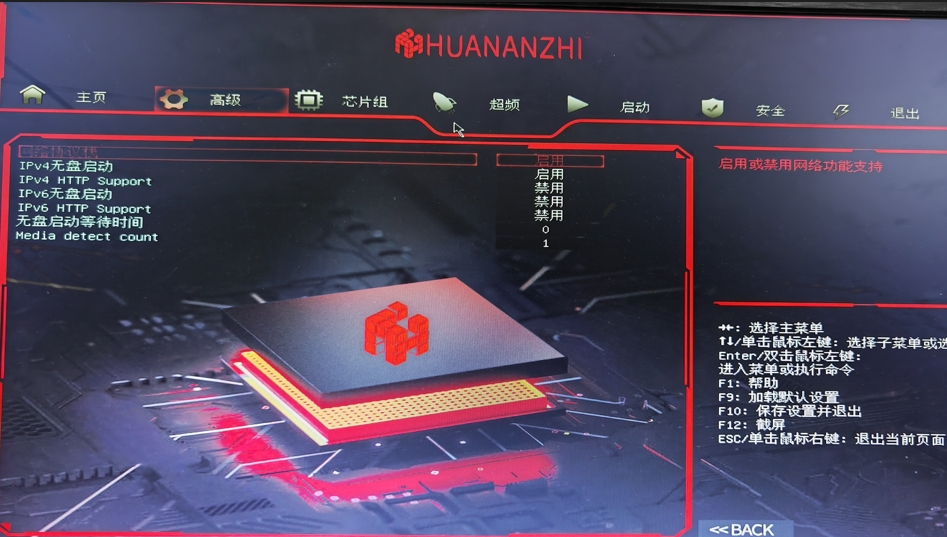 HUANANZHI
主页 高级 芯片组 超频 启动 安全 退出
网络协议栈 启用
IPv4无盘启动 启用
IPv4 HTTP Support 禁用
IPv6无盘启动 禁用
IPv6 HTTP Support 禁用
无盘启动等待时间 0
Media detect count 1
启用或禁用网络功能支持
→←: 选择主菜单
↑↓/单击鼠标左键: 选择子菜单或选
Enter/双击鼠标左键:
进入菜单或执行命令
F1: 帮助
F9: 加载默认设置
F10: 保存设置并退出
F12: 截屏
ESC/单击鼠标右键: 退出当前页面
<<BACK